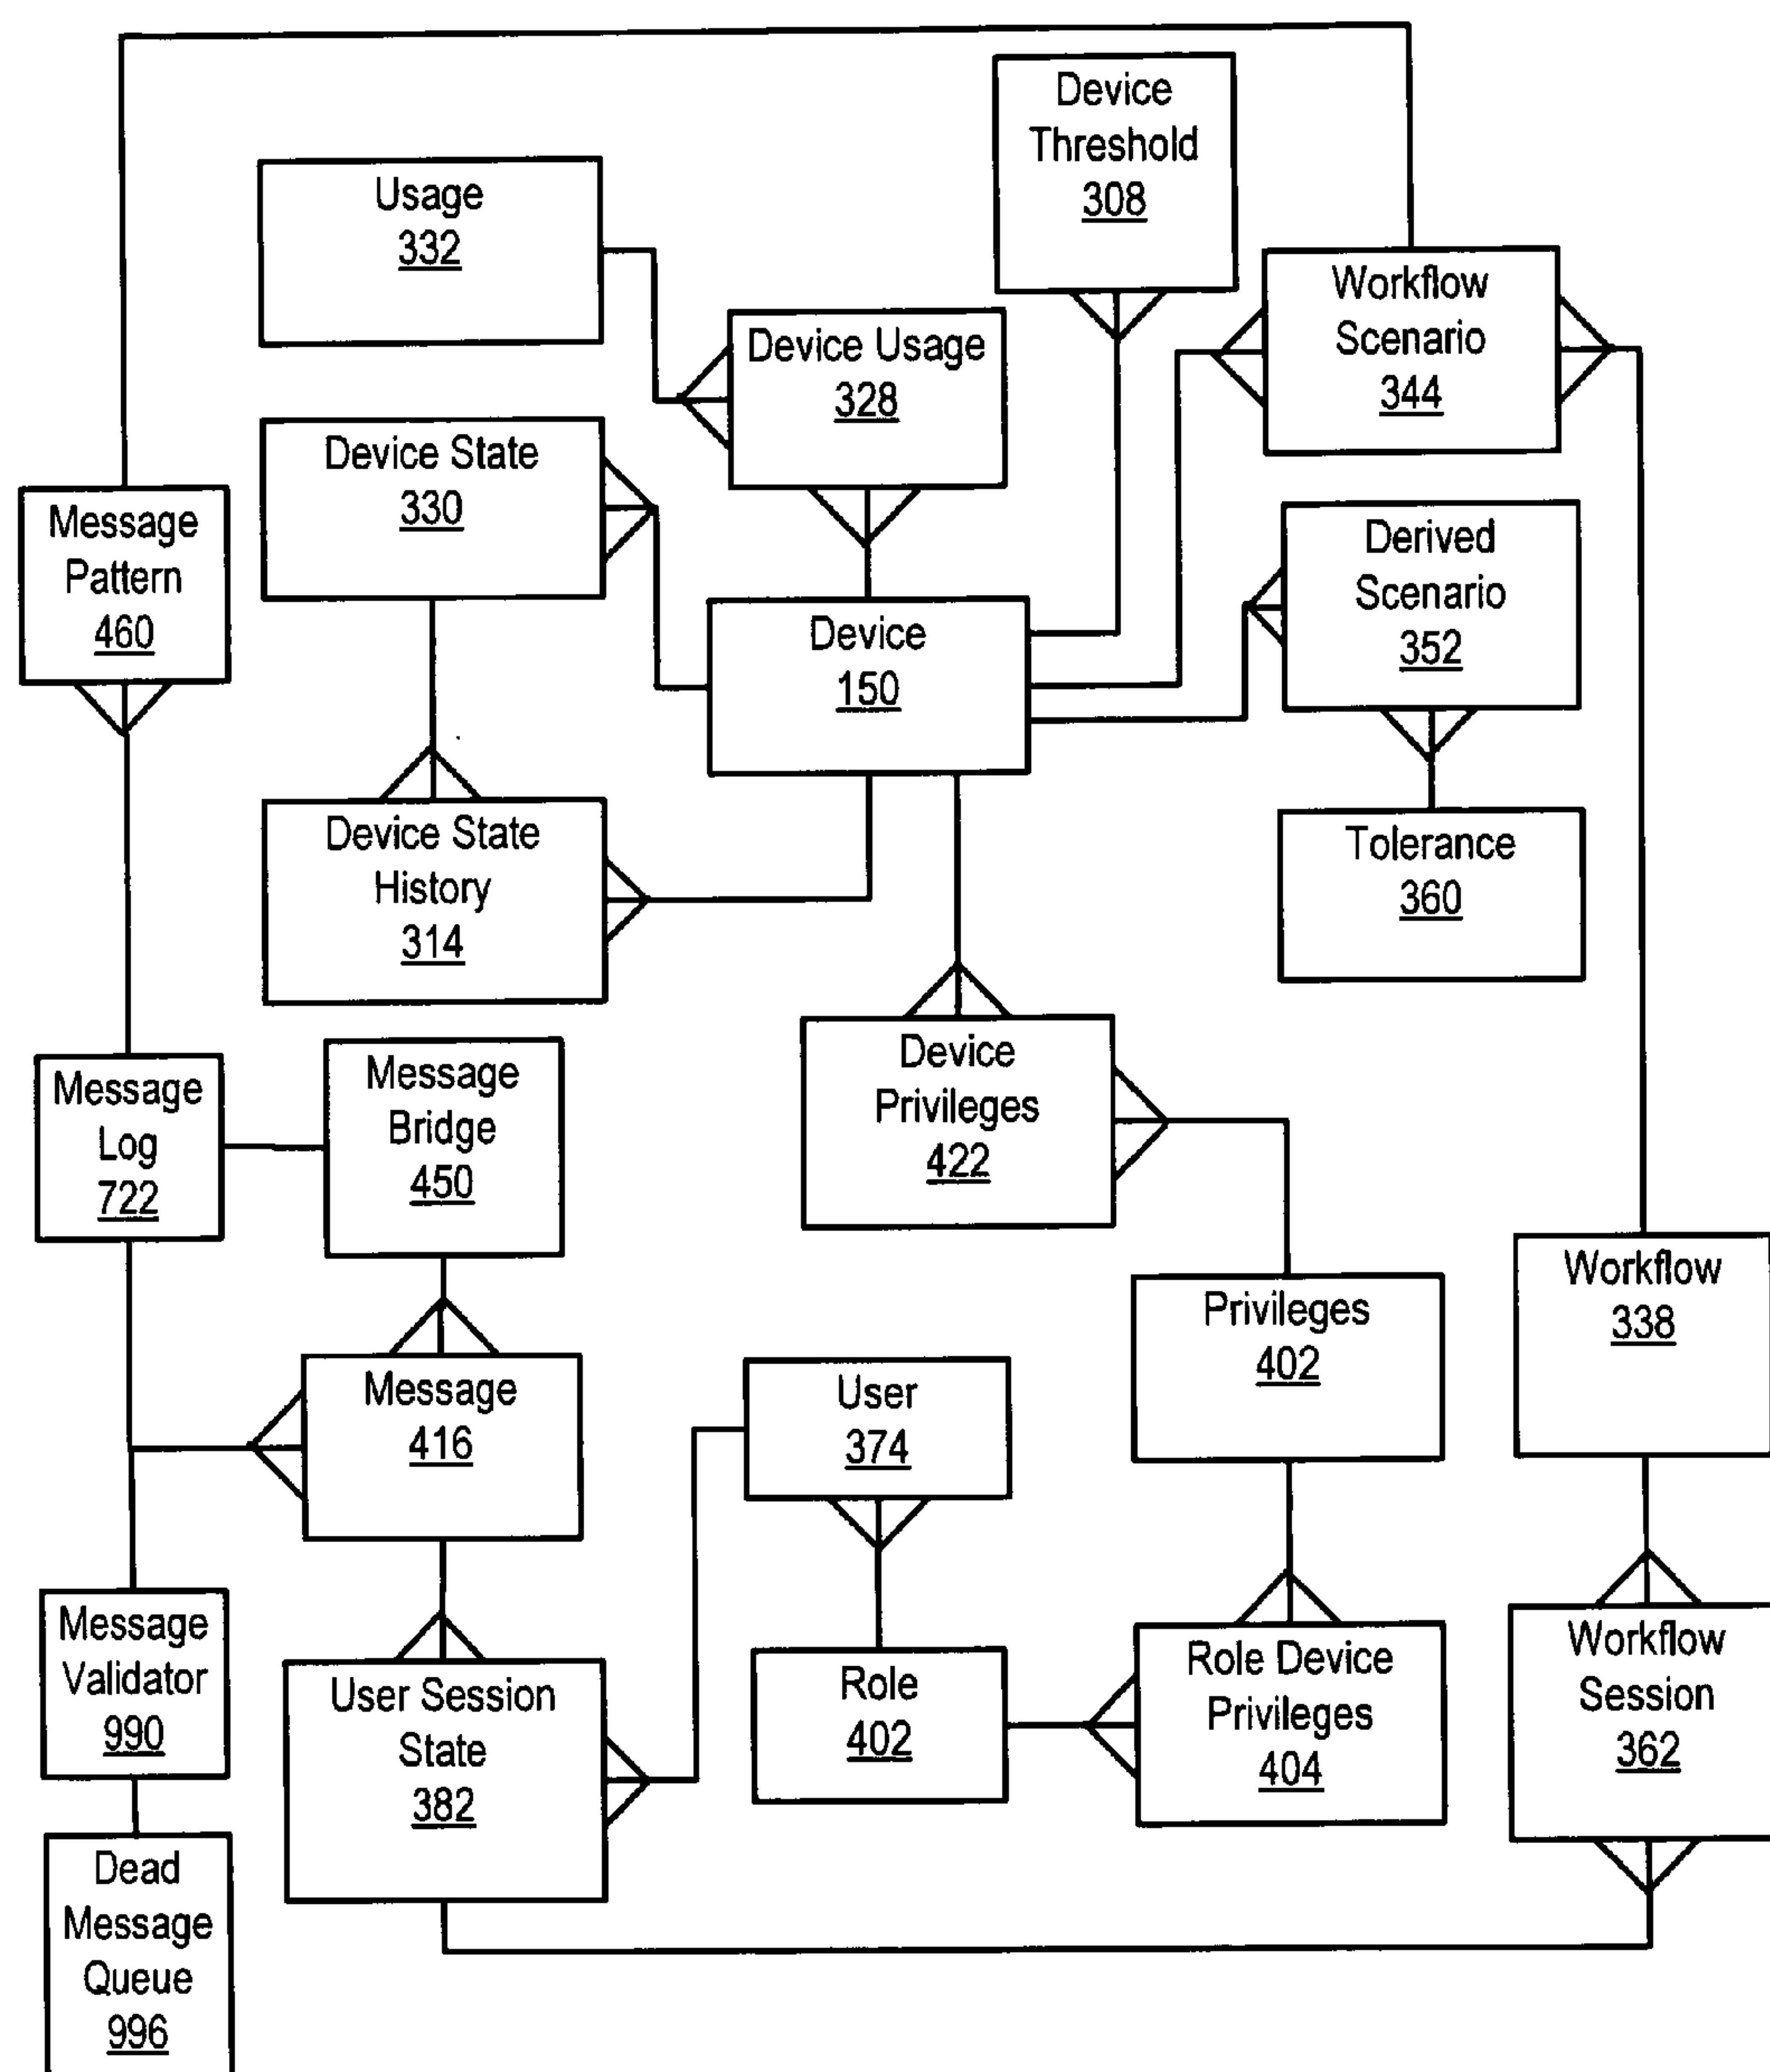 Device
Threshold
308
Usage
332
Workflow
Scenario
344
Device Usage
328
Device State
330
Message
Pattern
460
Derived
Scenario
352
Device
150
Device State
History
314
Tolerance
360
Device
Privileges
422
Message
Log
722
Message
Bridge
450
Workflow
338
Privileges
402
Message
416
User
374
Message
Validator
990
User Session
State
382
Role
402
Role Device
Privileges
404
Workflow
Session
362
Dead
Message
Queue
996